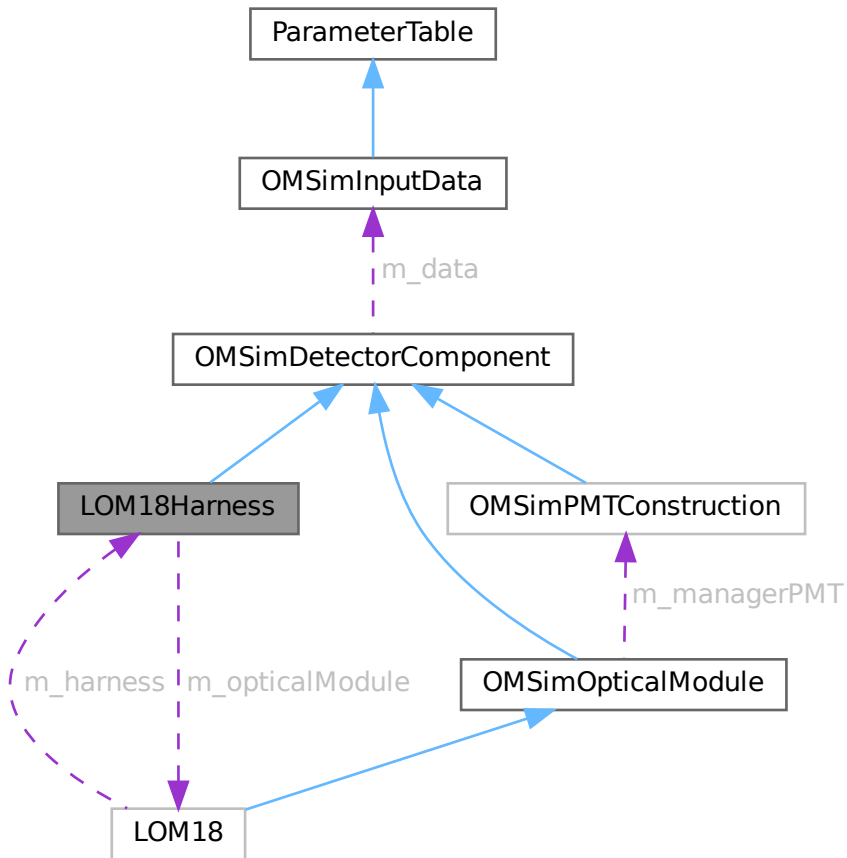 ParameterTable
OMSimInputData
m_data
OMSimDetectorComponent
LOM18Harness
OMSimPMTConstruction
m_managerPMT
m_harness
m_opticalModule
OMSimOpticalModule
LOM18